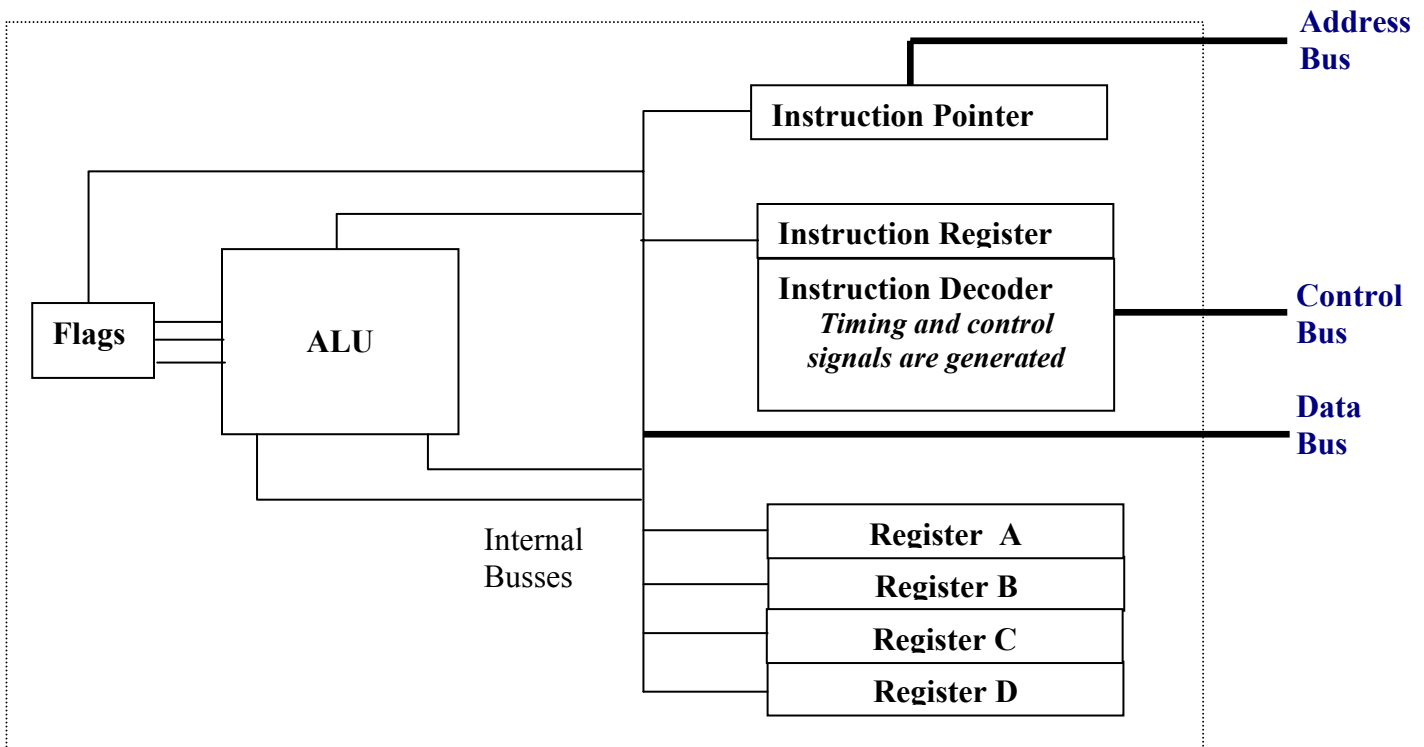 Address
Bus
Instruction Pointer
Instruction Register
Instruction Decoder
Timing and control
signals are generated
Control
Bus
Flags
ALU
Data
Bus
Internal
Busses
Register A
Register B
Register C
Register D